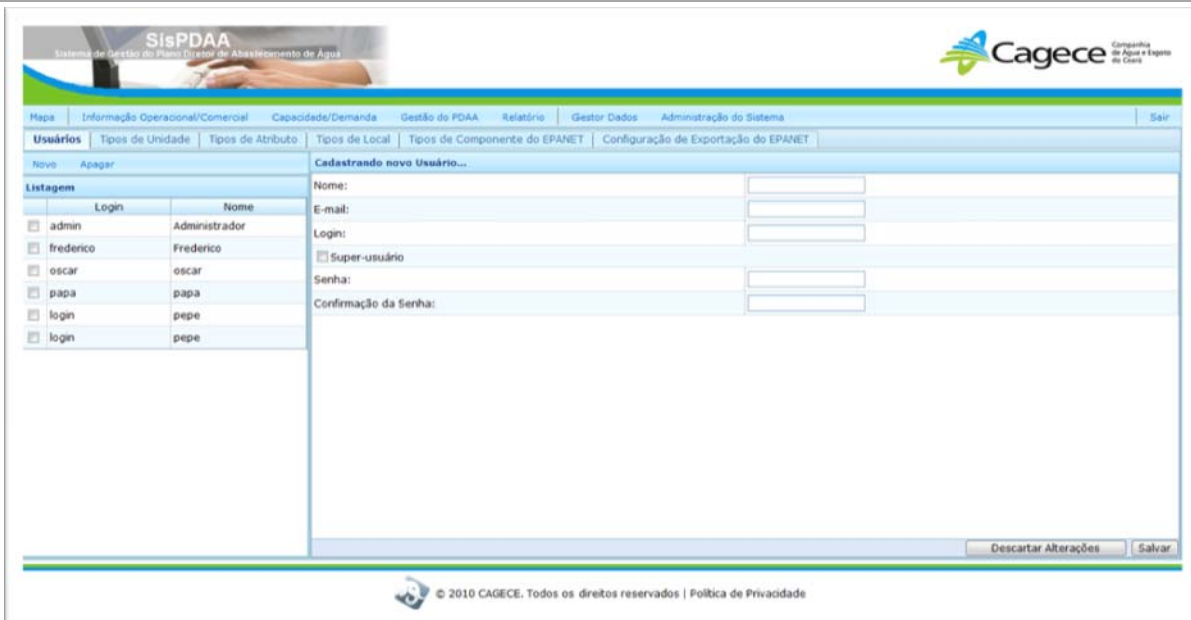 SisPDAA
Sistema de Gestão do Plano Diretor de Abastecimento de Água
Cagece Companhia de Água e Esgoto do Ceará
Mapa Informação Operacional/Comercial Capacidade/Demanda Gestão do PDAA Relatório Gestor Dados Administração do Sistema Sair
Usuários Tipos de Unidade Tipos de Atributo Tipos de Local Tipos de Componente do EPANET Configuração de Exportação do EPANET
Novo Apagar
Listagem
Login Nome
admin Administrador
frederico Frederico
oscar oscar
papa papa
login pepe
login pepe
Cadastrando novo Usuário...
Nome:
E-mail:
Login:
Super-usuário
Senha:
Confirmação da Senha:
Descartar Alterações Salvar
© 2010 CAGECE. Todos os direitos reservados | Política de Privacidade